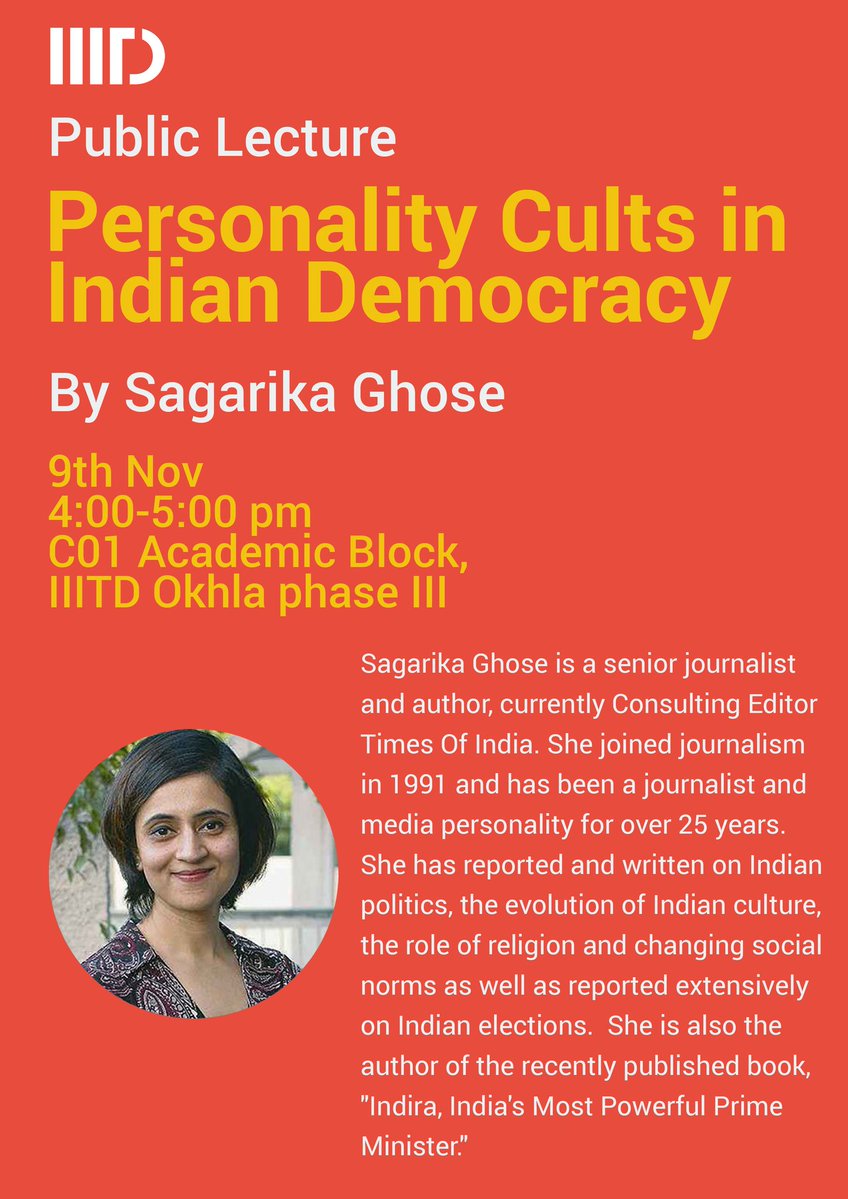 IIITD
Public Lecture
Personality Cults in
Indian Democracy
By Sagarika Ghose
9th Nov
4:00-5:00 pm
C01 Academic Block,
IIITD Okhla phase III
Sagarika Ghose is a senior journalist
and author, currently Consulting Editor
Times Of India. She joined journalism
in 1991 and has been a journalist and
media personality for over 25 years.
She has reported and written on Indian
politics, the evolution of Indian culture,
the role of religion and changing social
norms as well as reported extensively
on Indian elections.  She is also the
author of the recently published book,
"Indira, India's Most Powerful Prime
Minister."